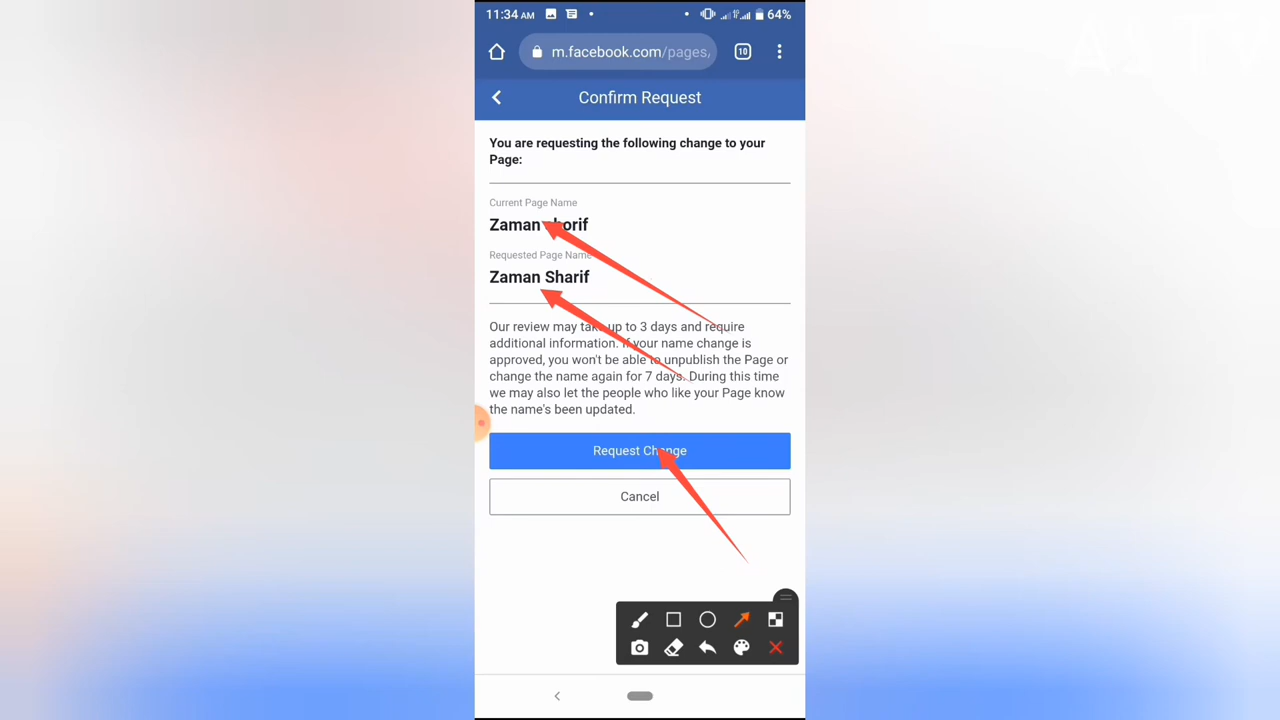 11:34 AM
64%
m.facebook.com/pages,
10
Confirm Request
You are requesting the following change to your
Page:
Current Page Name
Zaman
Requested Page Name
Zaman Sharif
Our review may take up to 3 days and require
additional information. If your name change is
approved, you won't be able to unpublish the Page or
change the name again for 7 days. During this time
we may also let the people who like your Page know
the name's been updated.
Request Change
Cancel